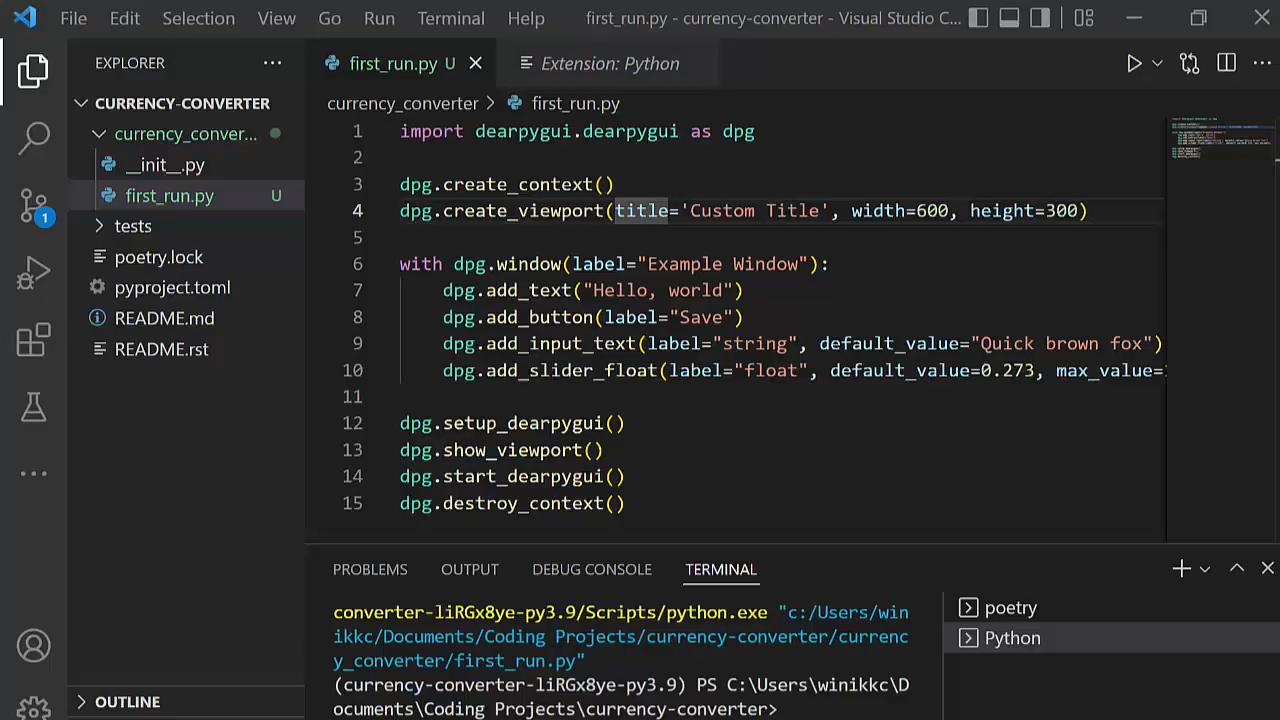 File Edit Selection View Go Run Terminal Help first_run.py - currency-converter - Visual Studio C...
EXPLORER
CURRENCY-CONVERTER
currency_conver...
__init__.py
first_run.py U
tests
poetry.lock
pyproject.toml
README.md
README.rst
OUTLINE
1
first_run.py U
Extension: Python
currency_converter > first_run.py
1 import dearpygui.dearpygui as dpg
2
3 dpg.create_context()
4 dpg.create_viewport(title='Custom Title', width=600, height=300)
5
6 with dpg.window(label="Example Window"):
7 dpg.add_text("Hello, world")
8 dpg.add_button(label="Save")
9 dpg.add_input_text(label="string", default_value="Quick brown fox")
10 dpg.add_slider_float(label="float", default_value=0.273, max_value=
11
12 dpg.setup_dearpygui()
13 dpg.show_viewport()
14 dpg.start_dearpygui()
15 dpg.destroy_context()
PROBLEMS OUTPUT DEBUG CONSOLE TERMINAL
converter-liRGx8ye-py3.9/Scripts/python.exe "c:/Users/win
ikkc/Documents/Coding Projects/currency-converter/currenc
y_converter/first_run.py"
(currency-converter-liRGx8ye-py3.9) PS C:\Users\winikkc\D
ocuments\Coding Projects\currency-converter>
poetry
Python